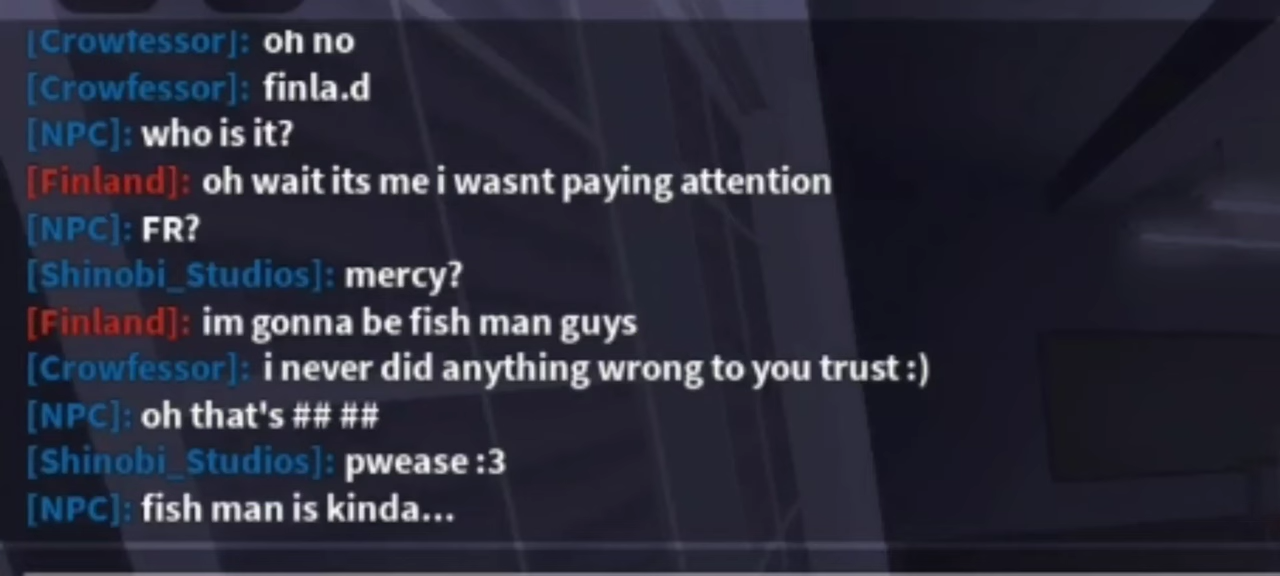 [Crowfessor]: oh no
[Crowfessor]: finla.d
[NPC]: who is it?
[Finland]: oh wait its me i wasnt paying attention
[NPC]: FR?
[Shinobi_Studios]: mercy?
[Finland]: im gonna be fish man guys
[Crowfessor]: i never did anything wrong to you trust :)
[NPC]: oh that's ## ##
[Shinobi_Studios]: pwease :3
[NPC]: fish man is kinda...